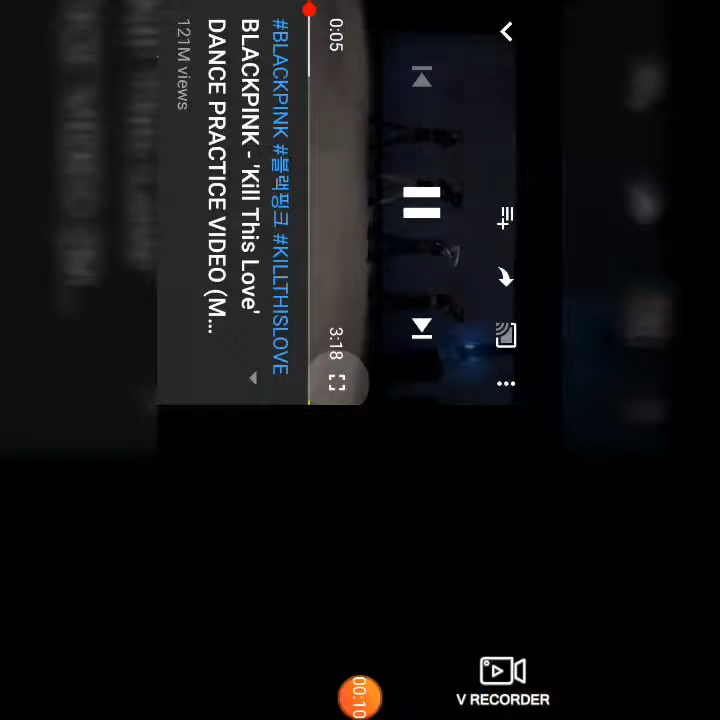 0:05
3:18
#BLACKPINK #블랙핑크 #KILLTHISLOVE
BLACKPINK - 'Kill This Love'
DANCE PRACTICE VIDEO (M...
121M views
00:10
V RECORDER